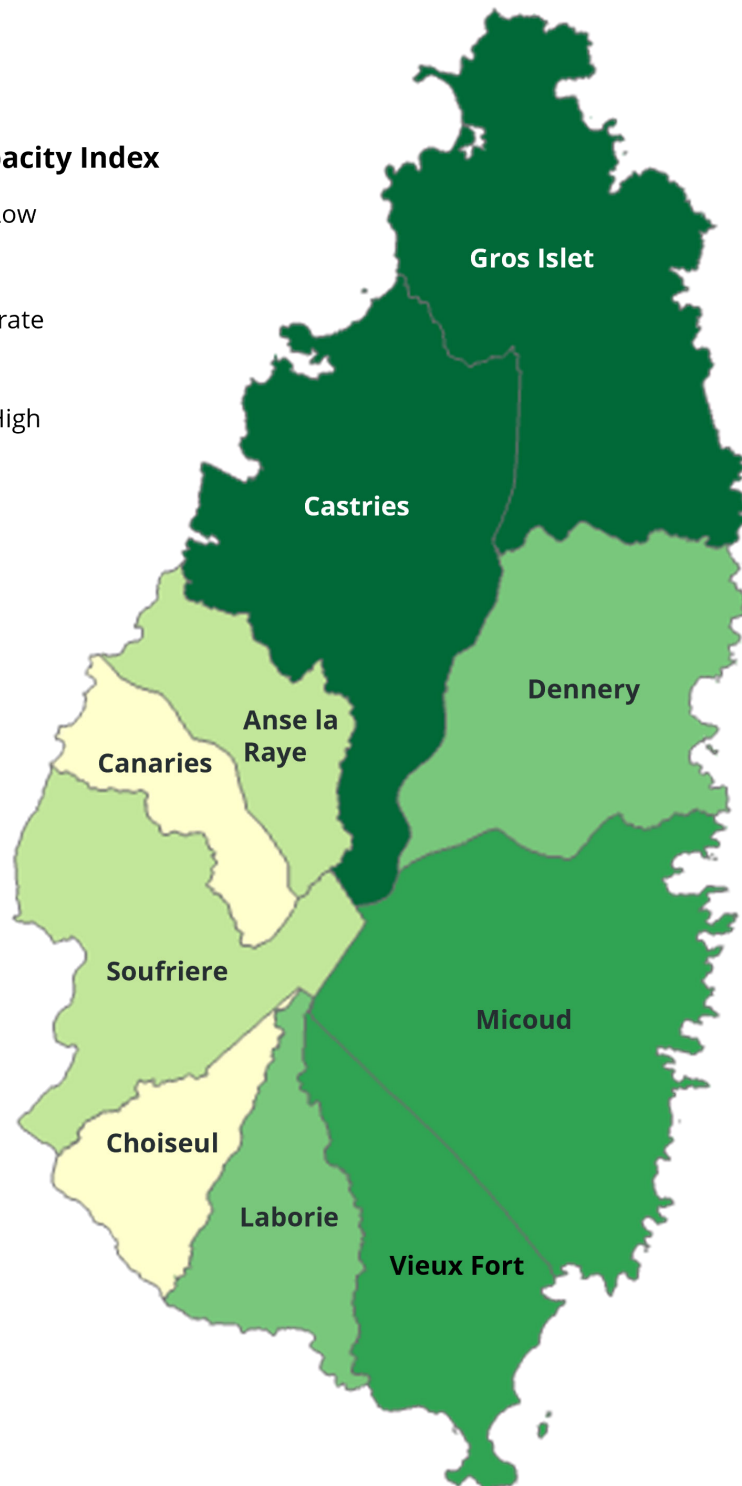 acity Index
ow
rate
High
Gros Islet
Castries
Dennery
Anse la
Raye
Canaries
Soufriere
Micoud
Choiseul
Laborie
Vieux Fort